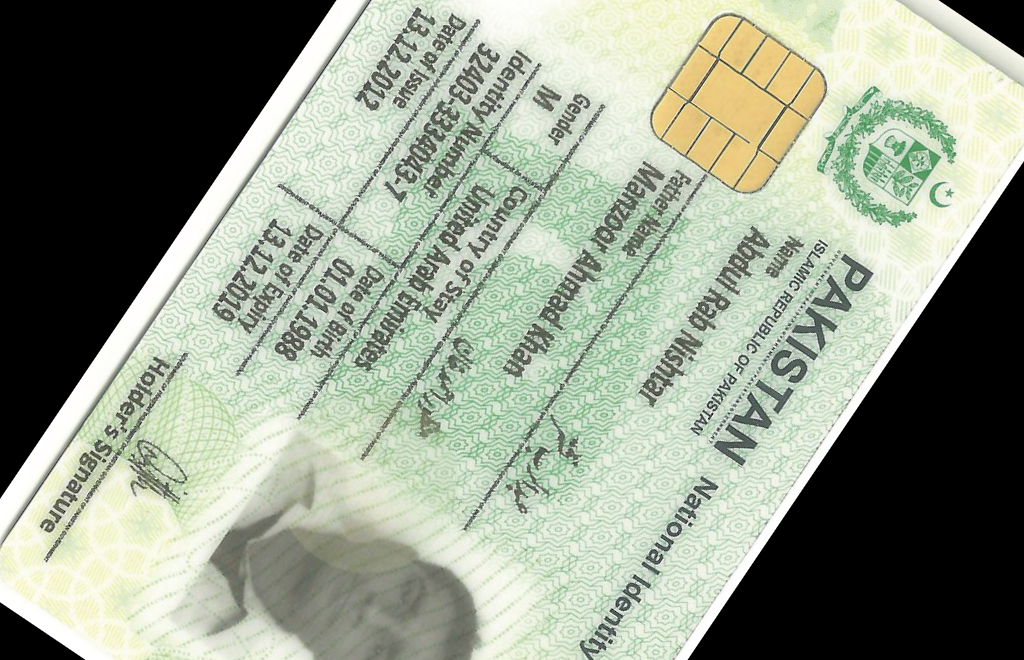 PAKISTAN National Identity
ISLAMIC REPUBLIC OF PAKISTAN
Name
Abdul Rab Nishtar
Father Name
Manzoor Ahmad Khan
Gender
M
Country of Stay
United Arab Emirates
Identity Number
32403-3334043-7
Date of Birth
01.01.1988
Date of Issue
13.12.2012
Date of Expiry
13.12.2019
Holder's Signature